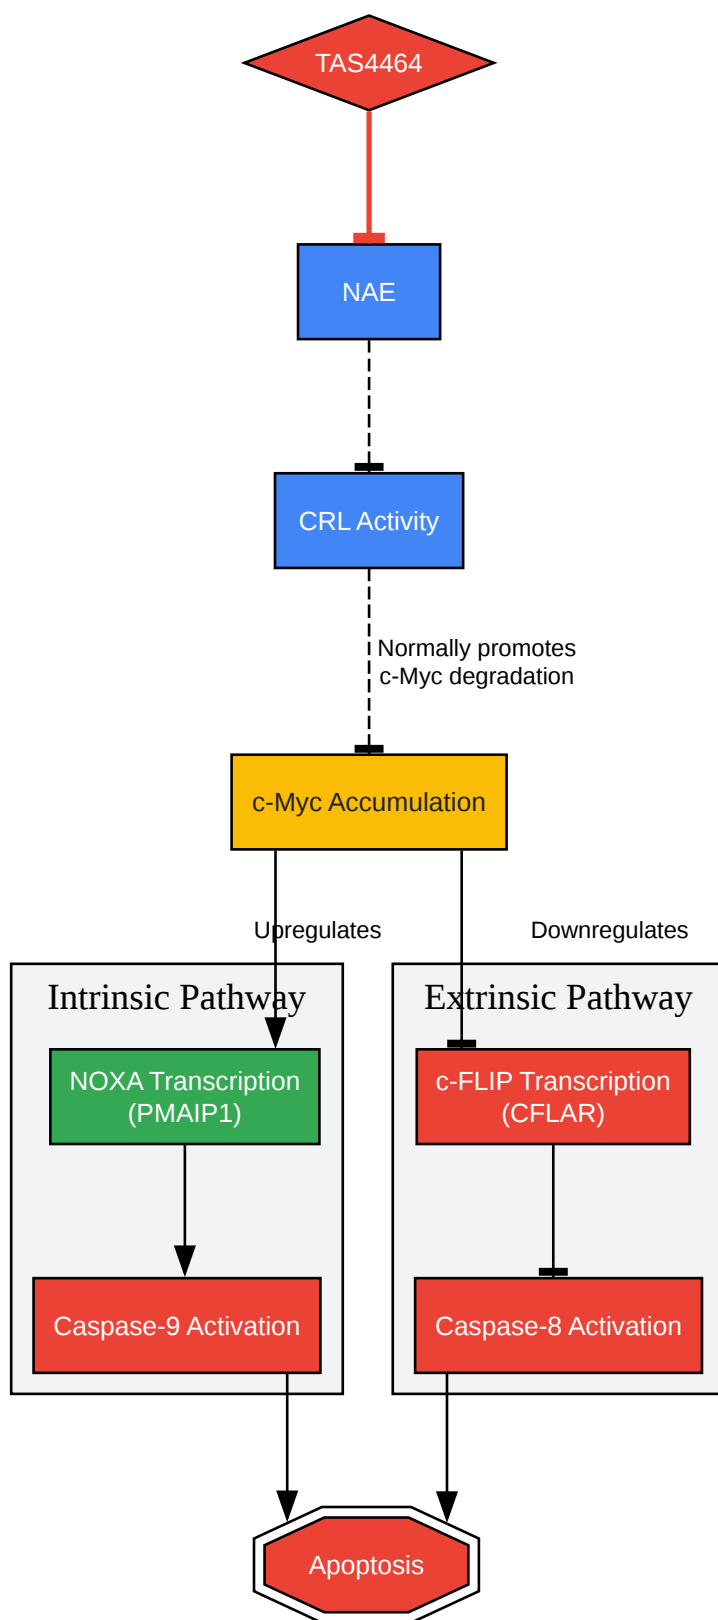 TAS4464
NAE
CRL Activity
Normally promotes
c-Myc degradation
c-Myc Accumulation
Upregulates
Downregulates
Intrinsic Pathway
Extrinsic Pathway
NOXA Transcription
(PMAIP1)
c-FLIP Transcription
(CFLAR)
Caspase-9 Activation
Caspase-8 Activation
Apoptosis